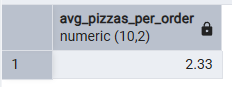 avg_pizzas_per_order
numeric (10,2)
1
2.33